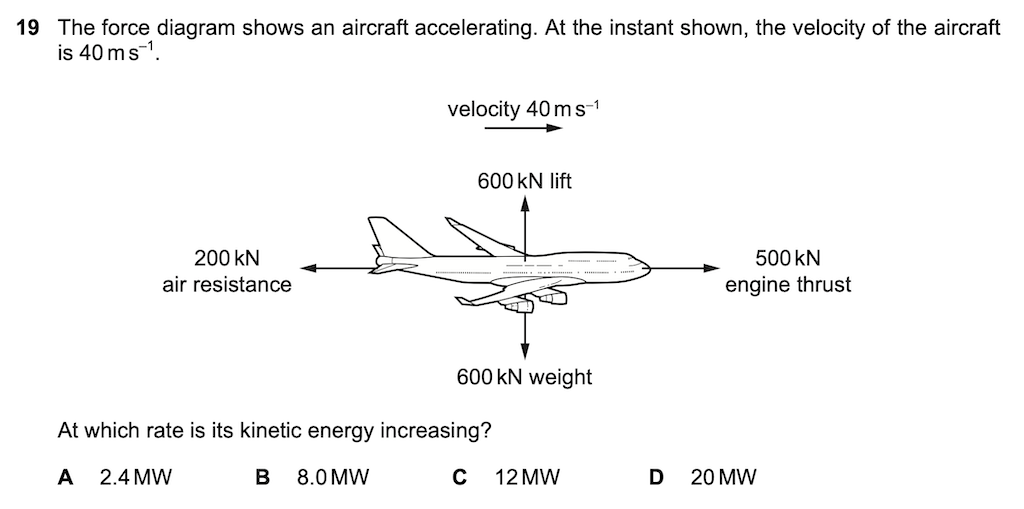 19 The force diagram shows an aircraft accelerating. At the instant shown, the velocity of the aircraft
is 40 m s⁻¹.
velocity 40 m s⁻¹
600 kN lift
200 kN
air resistance
500 kN
engine thrust
600 kN weight
At which rate is its kinetic energy increasing?
A 2.4 MW B 8.0 MW C 12 MW D 20 MW